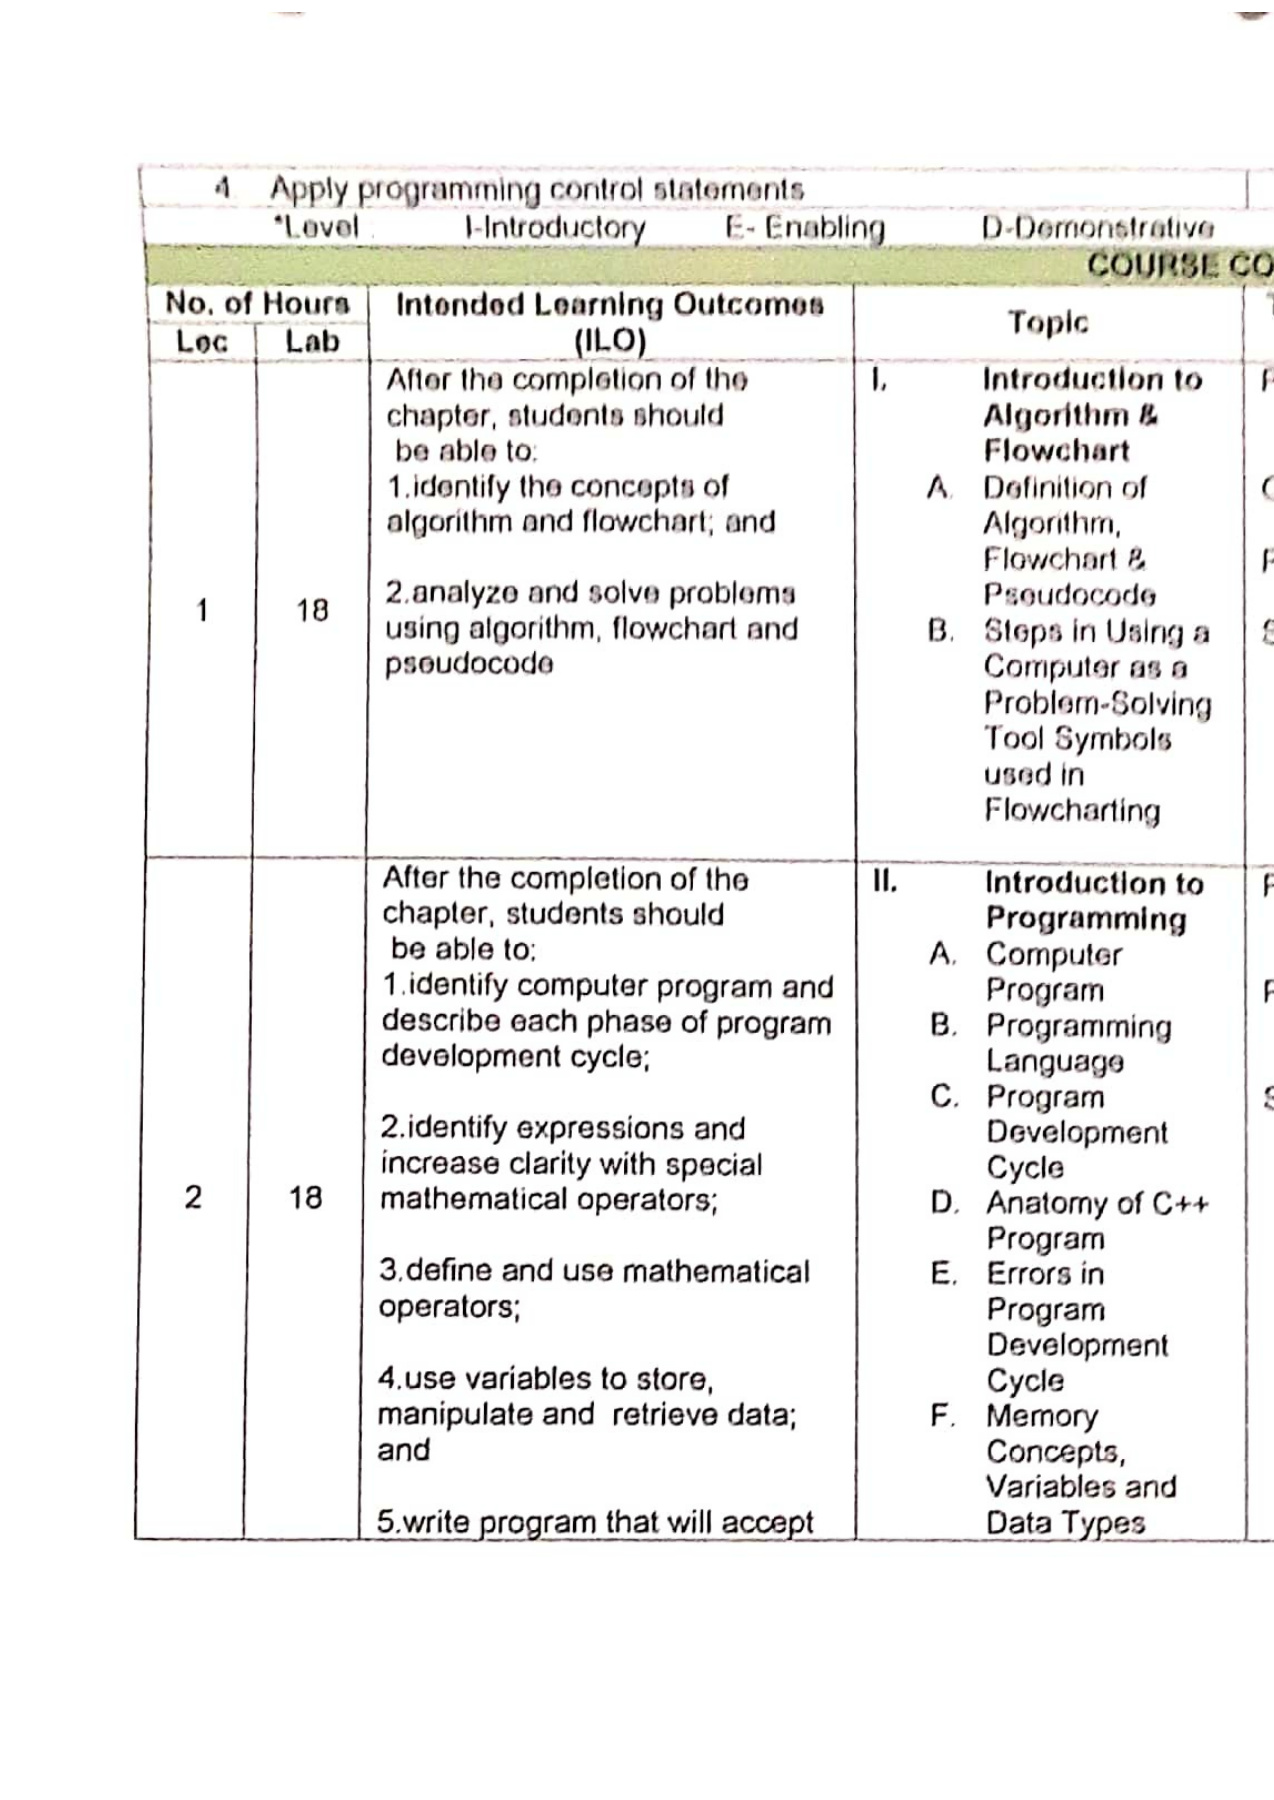 4 Apply programming control statements
*Level I-Introductory E- Enabling D-Demonstrative
COURSE CO
No. of Hours
Lec Lab
Intended Learning Outcomes
(ILO)
Topic
1
18
After the completion of the
chapter, students should
be able to:
1.identify the concepts of
algorithm and flowchart; and
2.analyze and solve problems
using algorithm, flowchart and
pseudocode
I. Introduction to
Algorithm &
Flowchart
A. Definition of
Algorithm,
Flowchart &
Pseudocode
B. Steps in Using a
Computer as a
Problem-Solving
Tool Symbols
used in
Flowcharting
2
18
After the completion of the
chapter, students should
be able to:
1.identify computer program and
describe each phase of program
development cycle;
2.identify expressions and
increase clarity with special
mathematical operators;
3.define and use mathematical
operators;
4.use variables to store,
manipulate and retrieve data;
and
5.write program that will accept
II. Introduction to
Programming
A. Computer
Program
B. Programming
Language
C. Program
Development
Cycle
D. Anatomy of C++
Program
E. Errors in
Program
Development
Cycle
F. Memory
Concepts,
Variables and
Data Types